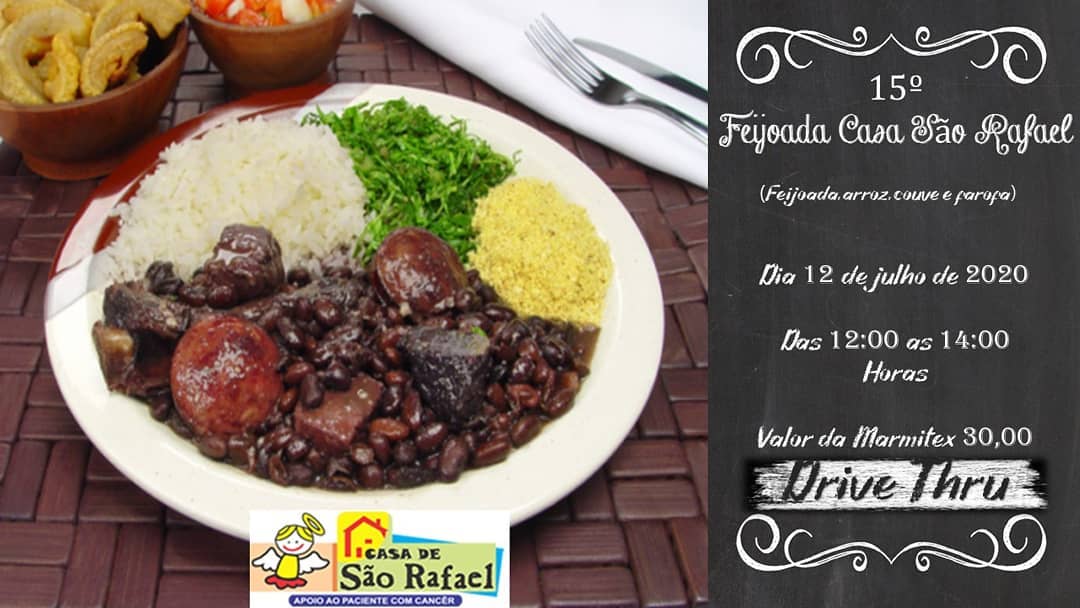 15º
Feijoada Casa São Rafael
(Feijoada, arroz, couve e farofa)
Dia 12 de julho de 2020
Das 12:00 as 14:00
Horas
Valor da Marmitex 30,00
Drive Thru
CASA DE
São Rafael
APOIO AO PACIENTE COM CANCÊR